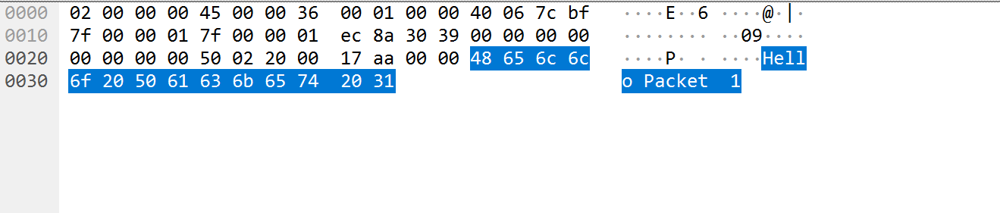 0000 02 00 00 00 45 00 00 36 00 01 00 00 40 06 7c bf ····E··6 ····@·|·
0010 7f 00 00 01 7f 00 00 01 ec 8a 30 39 00 00 00 00 ········ ··09····
0020 00 00 00 00 50 02 20 00 17 aa 00 00 48 65 6c 6c ····P· · ····Hell
0030 6f 20 50 61 63 6b 65 74 20 31 o Packet 1